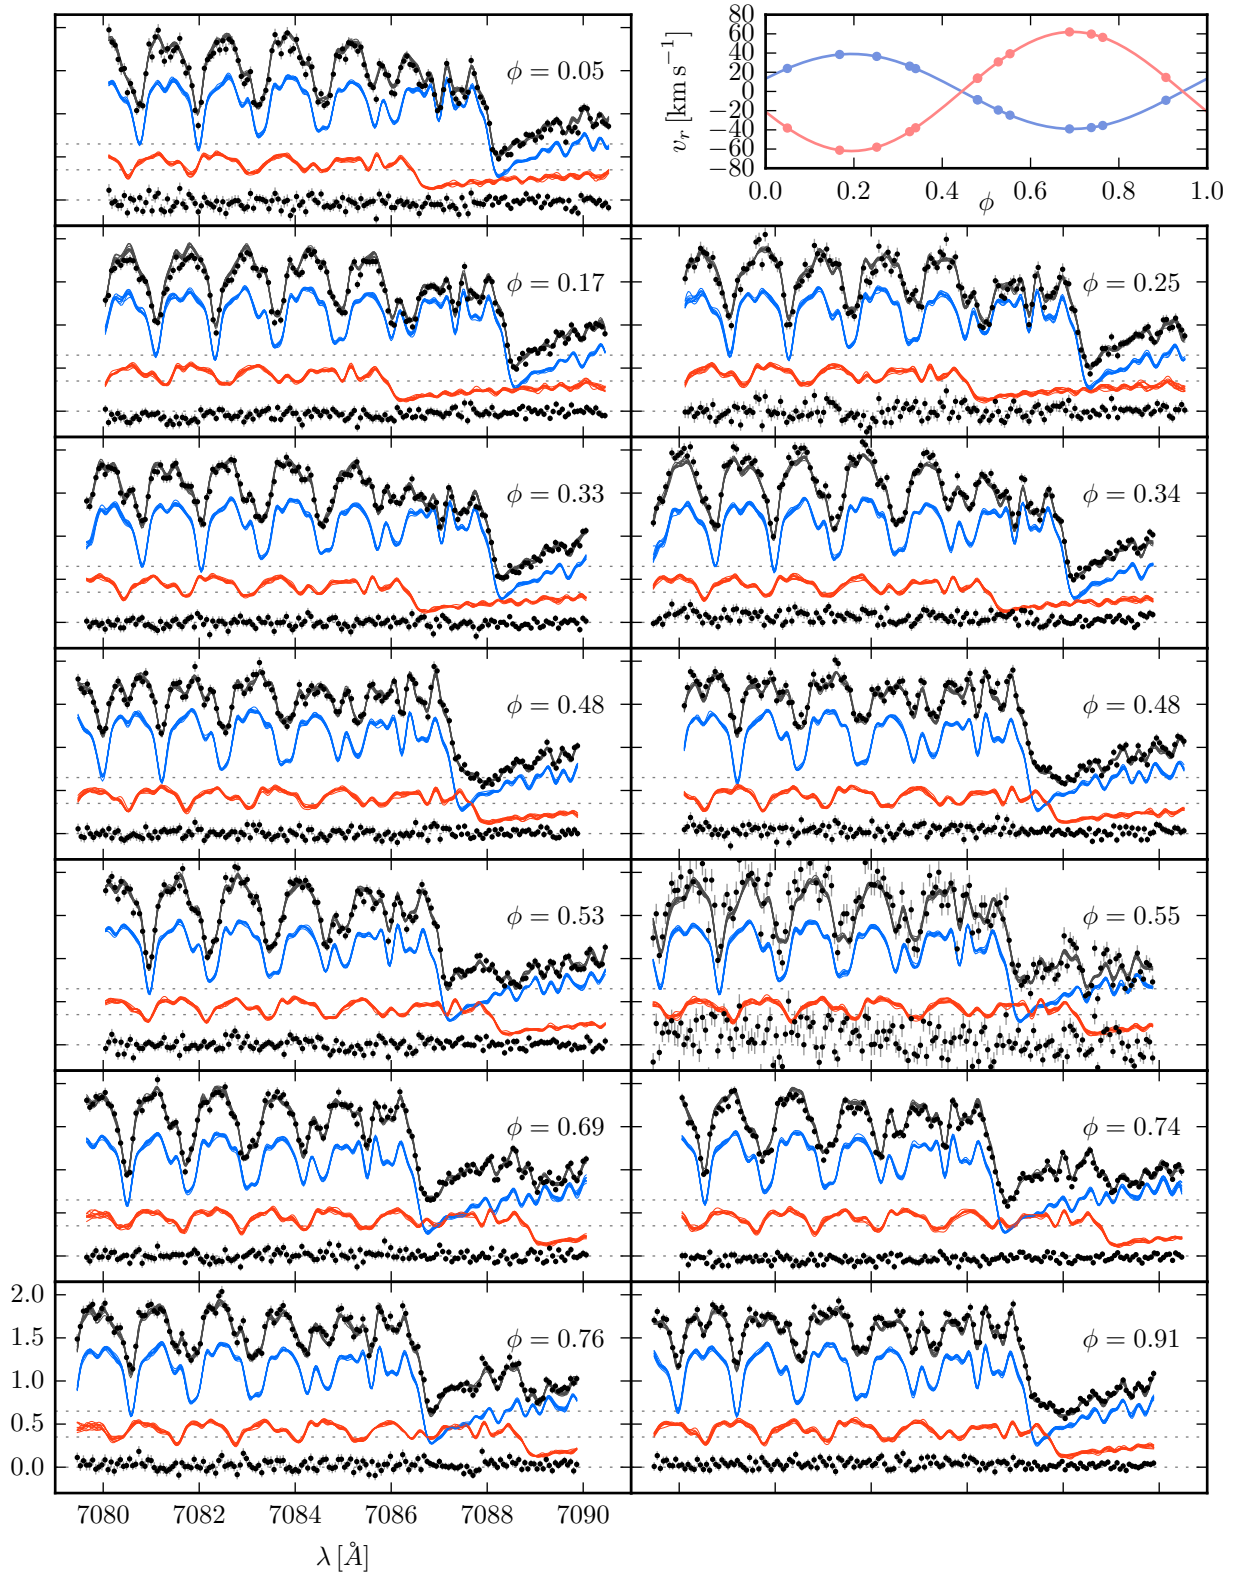 ϕ = 0.05
80
60
40
20
0
−20
−40
−60
−80
v_r [km s⁻¹]
0.0 0.2 0.4 0.6 0.8 1.0
ϕ
ϕ = 0.17
ϕ = 0.25
ϕ = 0.33
ϕ = 0.34
ϕ = 0.48
ϕ = 0.48
ϕ = 0.53
ϕ = 0.55
ϕ = 0.69
ϕ = 0.74
2.0
1.5
1.0
0.5
0.0
ϕ = 0.76
ϕ = 0.91
7080 7082 7084 7086 7088 7090
λ [Å]